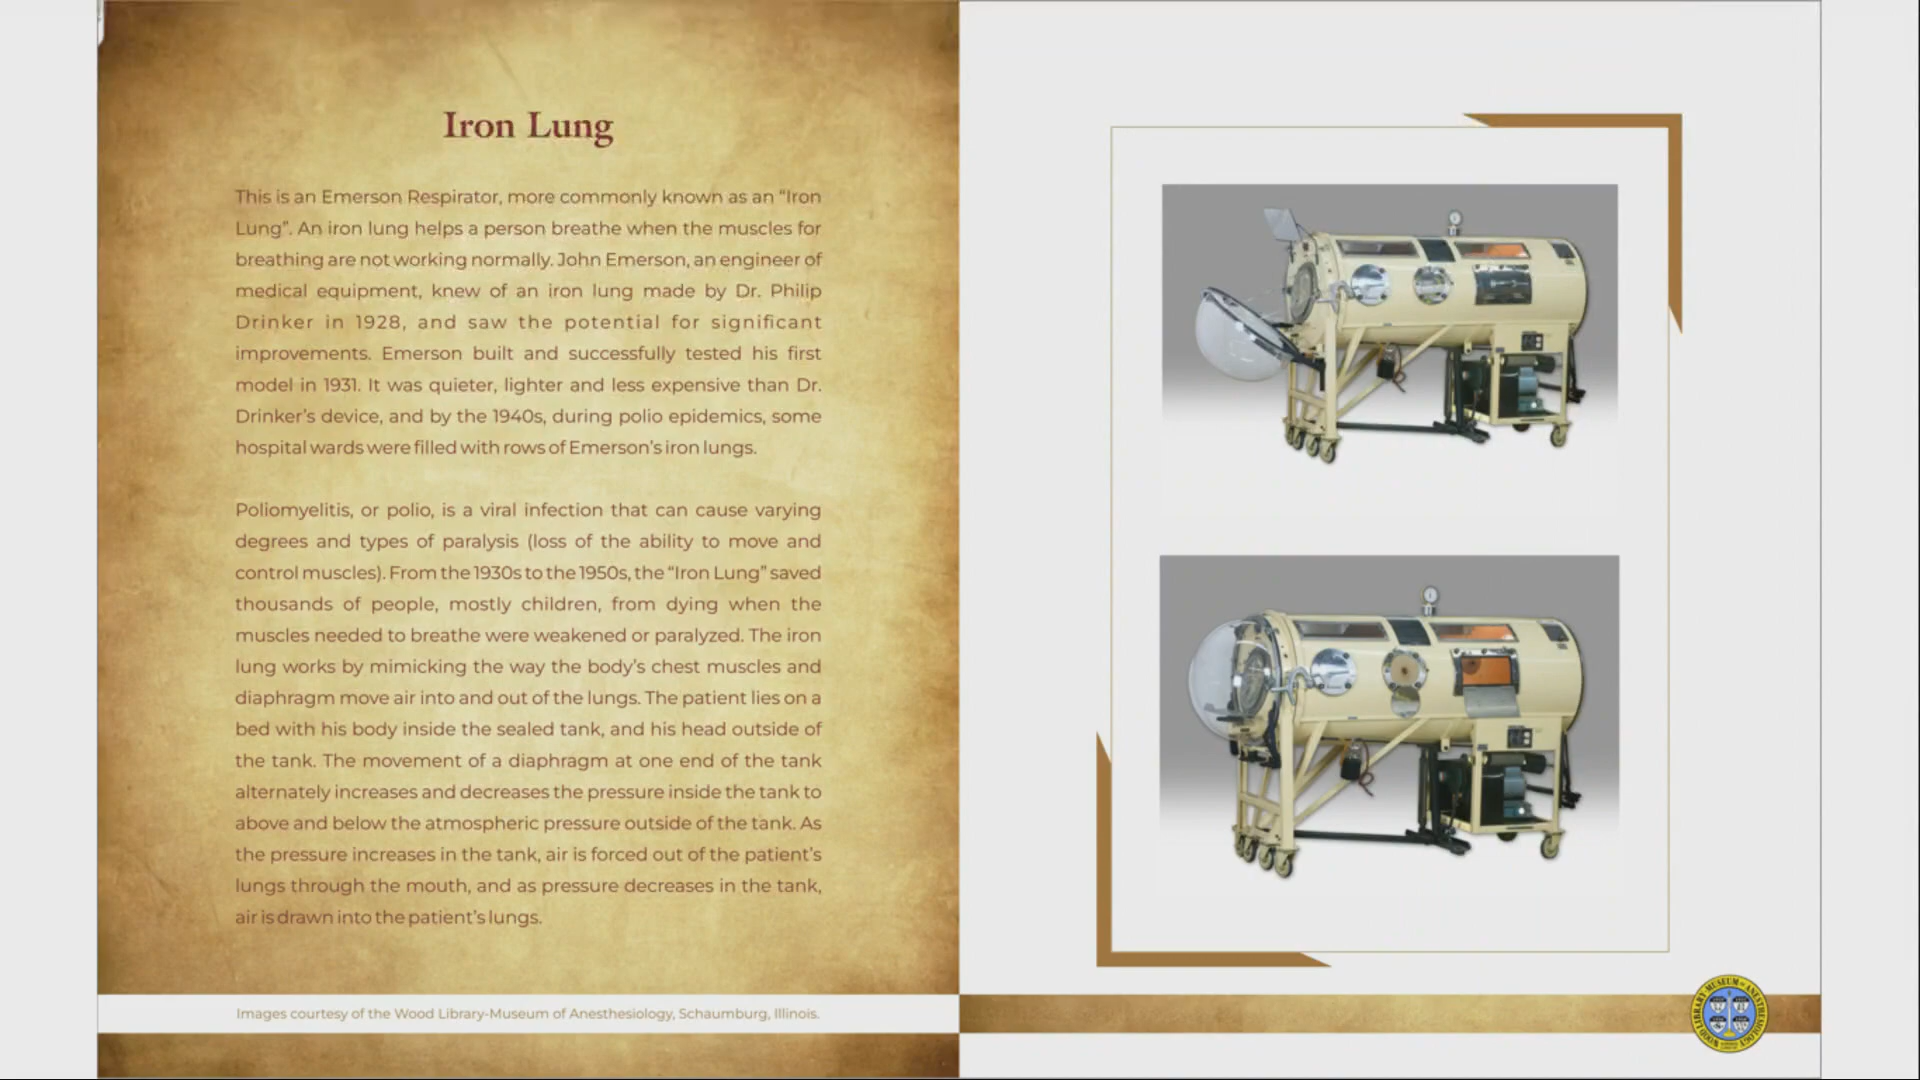 Iron Lung
This is an Emerson Respirator, more commonly known as an “Iron
Lung”. An iron lung helps a person breathe when the muscles for
breathing are not working normally. John Emerson, an engineer of
medical equipment, knew of an iron lung made by Dr. Philip
Drinker in 1928, and saw the potential for significant
improvements. Emerson built and successfully tested his first
model in 1931. It was quieter, lighter and less expensive than Dr.
Drinker’s device, and by the 1940s, during polio epidemics, some
hospital wards were filled with rows of Emerson’s iron lungs.
Poliomyelitis, or polio, is a viral infection that can cause varying
degrees and types of paralysis (loss of the ability to move and
control muscles). From the 1930s to the 1950s, the “Iron Lung” saved
thousands of people, mostly children, from dying when the
muscles needed to breathe were weakened or paralyzed. The iron
lung works by mimicking the way the body’s chest muscles and
diaphragm move air into and out of the lungs. The patient lies on a
bed with his body inside the sealed tank, and his head outside of
the tank. The movement of a diaphragm at one end of the tank
alternately increases and decreases the pressure inside the tank to
above and below the atmospheric pressure outside of the tank. As
the pressure increases in the tank, air is forced out of the patient’s
lungs through the mouth, and as pressure decreases in the tank,
air is drawn into the patient’s lungs.
Images courtesy of the Wood Library-Museum of Anesthesiology, Schaumburg, Illinois.
WOOD LIBRARY-MUSEUM OF ANESTHESIOLOGY